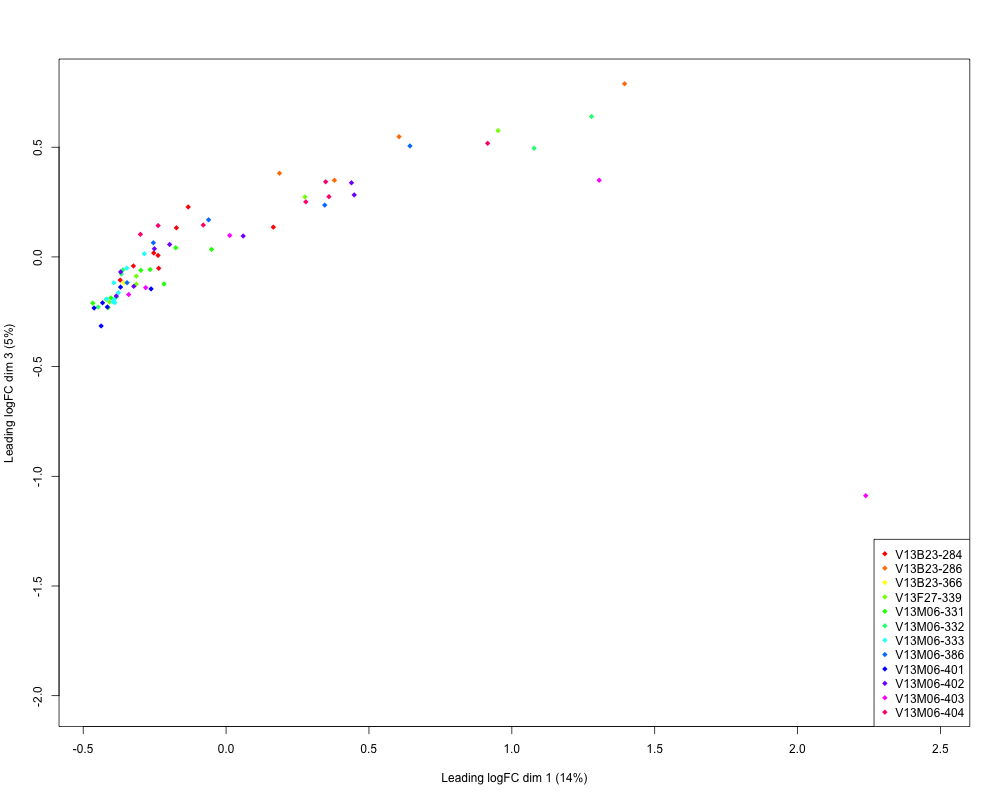 0.5
0.0
-0.5
-1.0
-1.5
-2.0
Leading logFC dim 3 (5%)
V13B23-284
V13B23-286
V13B23-366
V13F27-339
V13M06-331
V13M06-332
V13M06-333
V13M06-386
V13M06-401
V13M06-402
V13M06-403
V13M06-404
-0.5 0.0 0.5 1.0 1.5 2.0 2.5
Leading logFC dim 1 (14%)